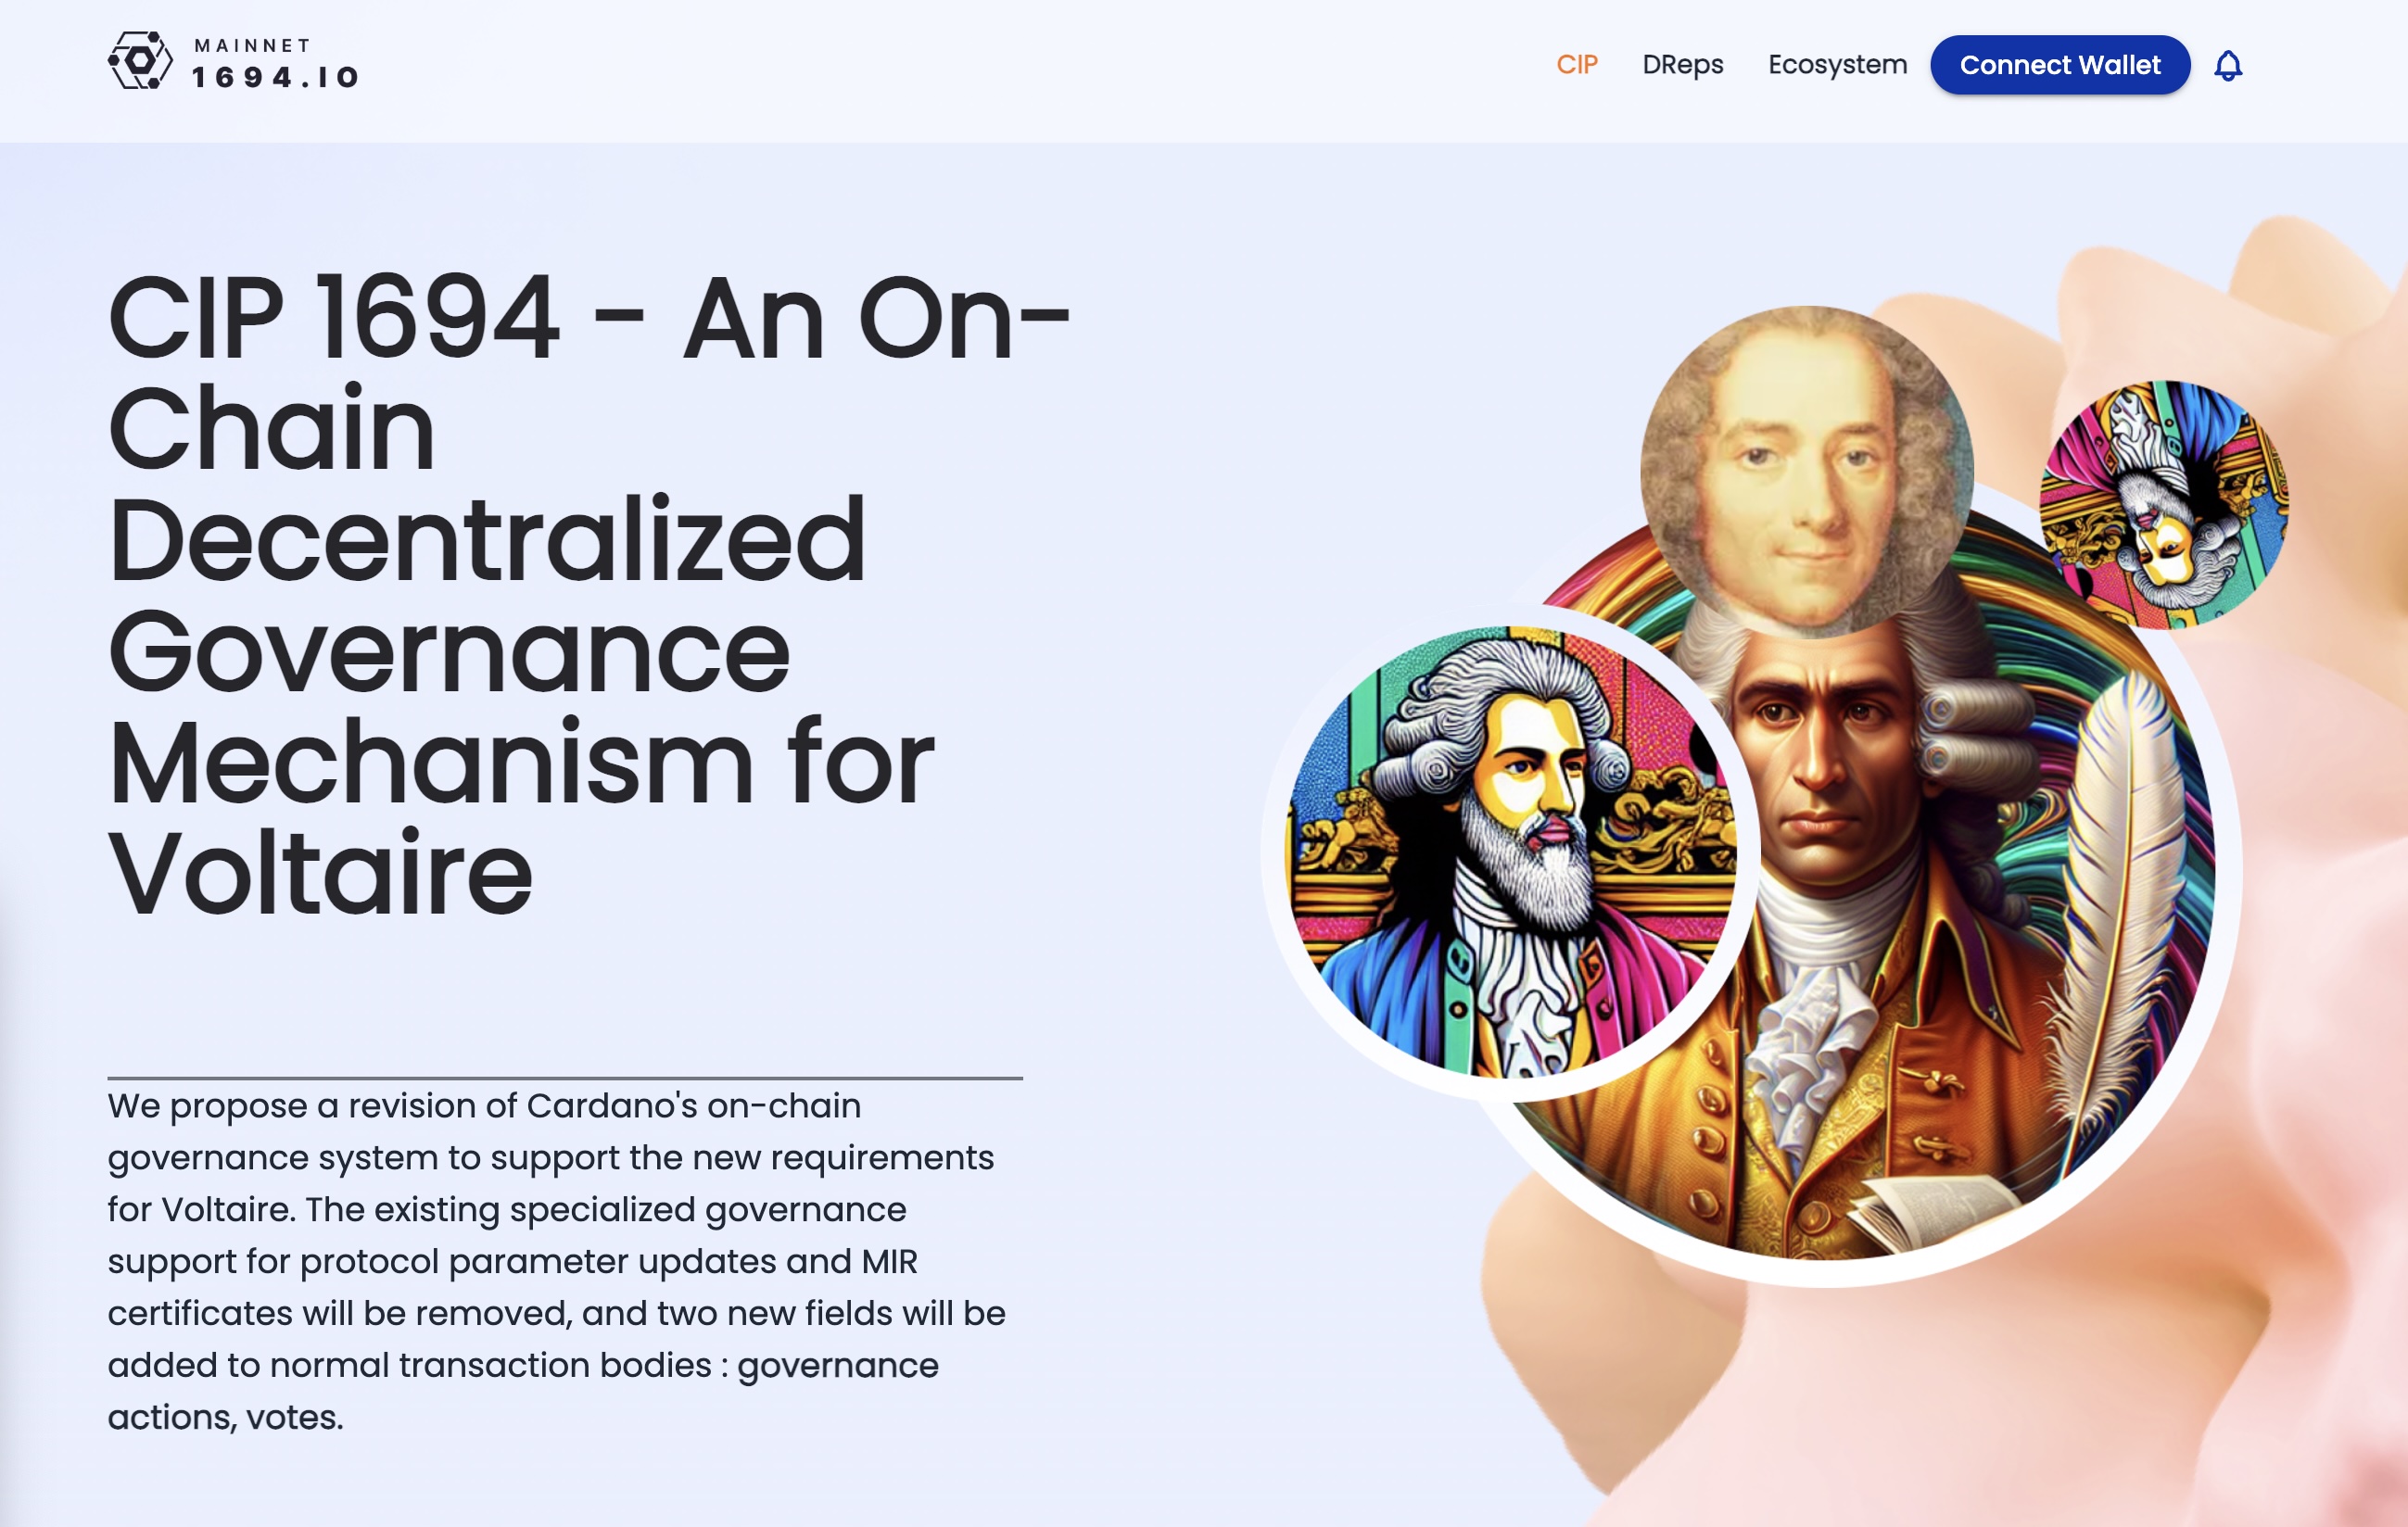 MAINNET
1694.IO
CIP DReps Ecosystem Connect Wallet
CIP 1694 - An On-
Chain
Decentralized
Governance
Mechanism for
Voltaire
We propose a revision of Cardano's on-chain
governance system to support the new requirements
for Voltaire. The existing specialized governance
support for protocol parameter updates and MIR
certificates will be removed, and two new fields will be
added to normal transaction bodies : governance
actions, votes.